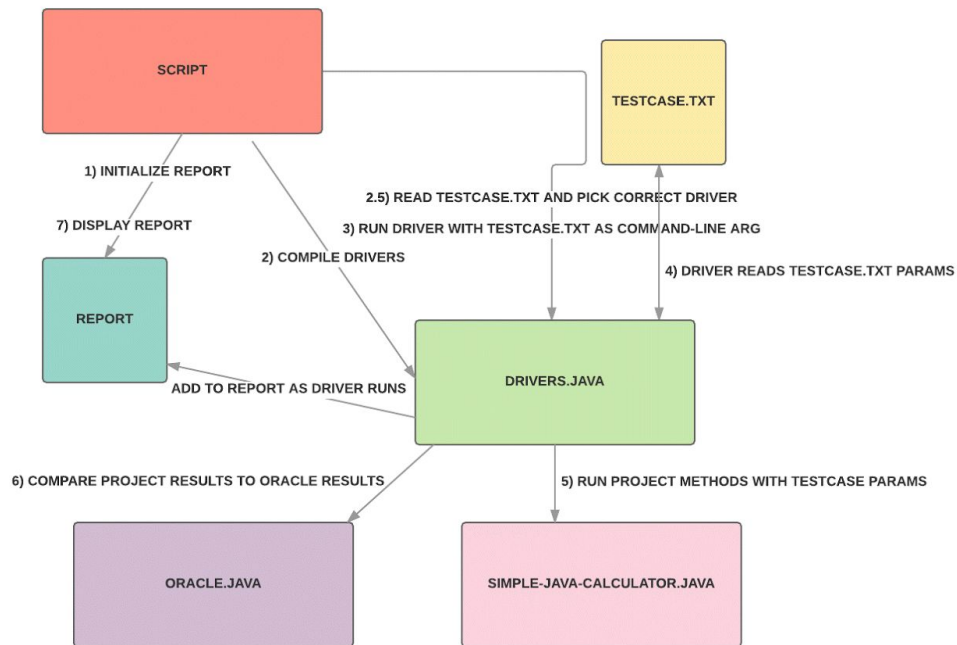 SCRIPT
TESTCASE.TXT
1) INITIALIZE REPORT
2.5) READ TESTCASE.TXT AND PICK CORRECT DRIVER
7) DISPLAY REPORT
3) RUN DRIVER WITH TESTCASE.TXT AS COMMAND-LINE ARG
2) COMPILE DRIVERS
4) DRIVER READS TESTCASE.TXT PARAMS
REPORT
DRIVERS.JAVA
ADD TO REPORT AS DRIVER RUNS
6) COMPARE PROJECT RESULTS TO ORACLE RESULTS
5) RUN PROJECT METHODS WITH TESTCASE PARAMS
ORACLE.JAVA
SIMPLE-JAVA-CALCULATOR.JAVA